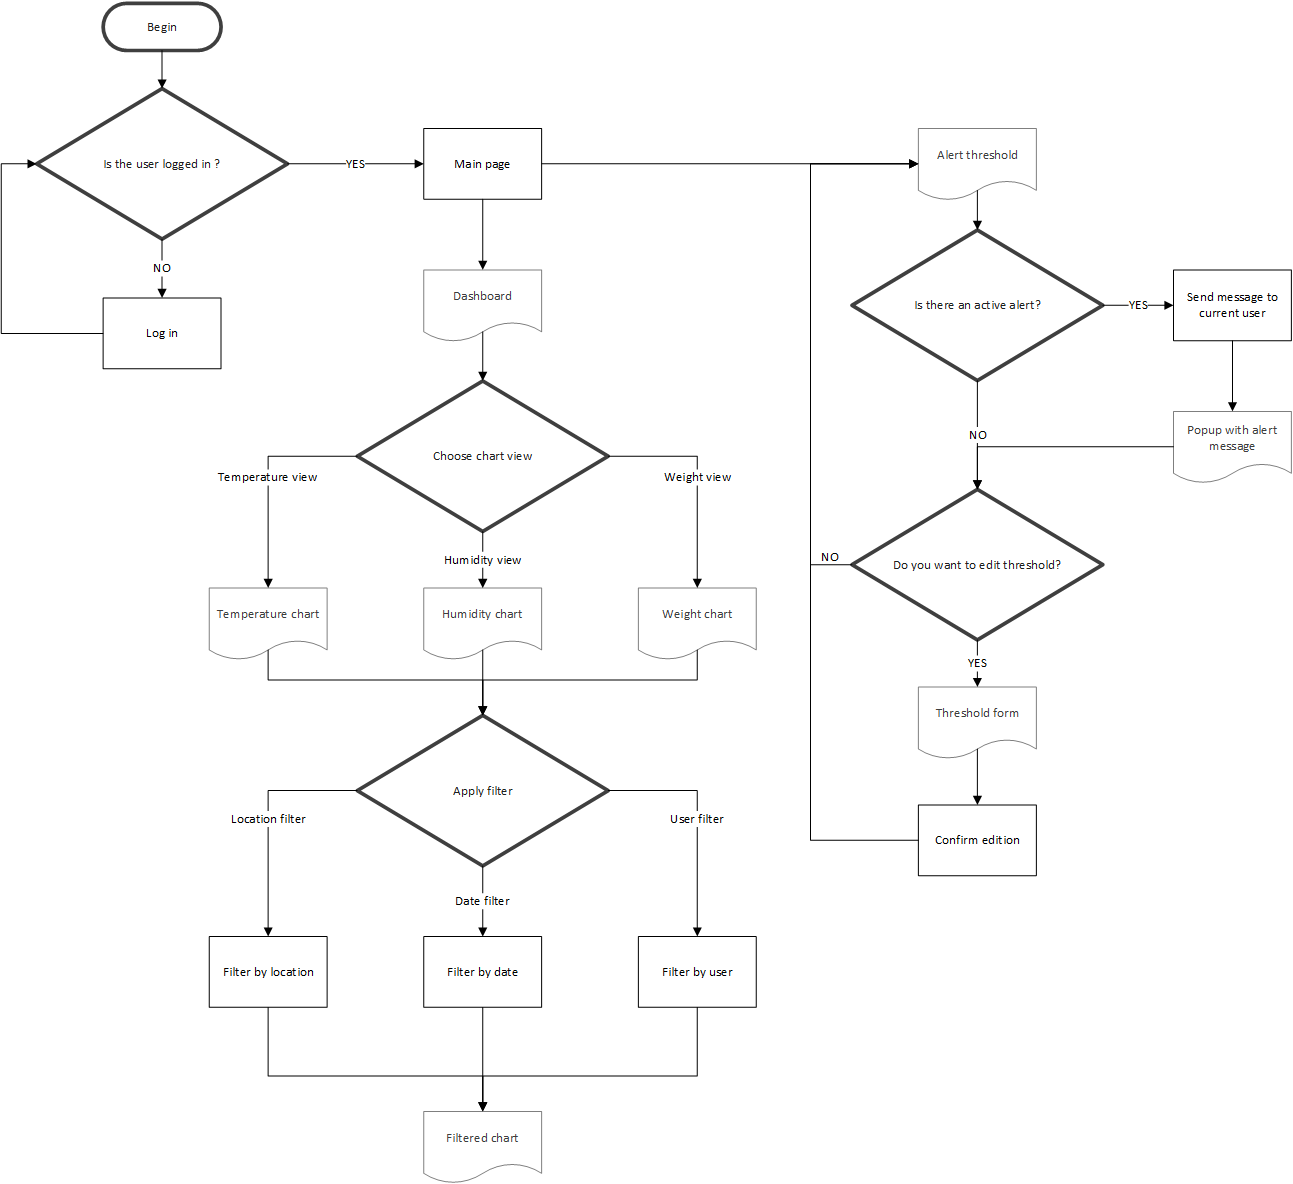 Begin
Is the user logged in ?
YES
Main page
Alert threshold
NO
Log in
Dashboard
Is there an active alert?
YES
Send message to
current user
NO
Popup with alert
message
Choose chart view
Temperature view
Weight view
Humidity view
Temperature chart
Humidity chart
Weight chart
NO
Do you want to edit threshold?
YES
Threshold form
Confirm edition
Apply filter
Location filter
User filter
Date filter
Filter by location
Filter by date
Filter by user
Filtered chart